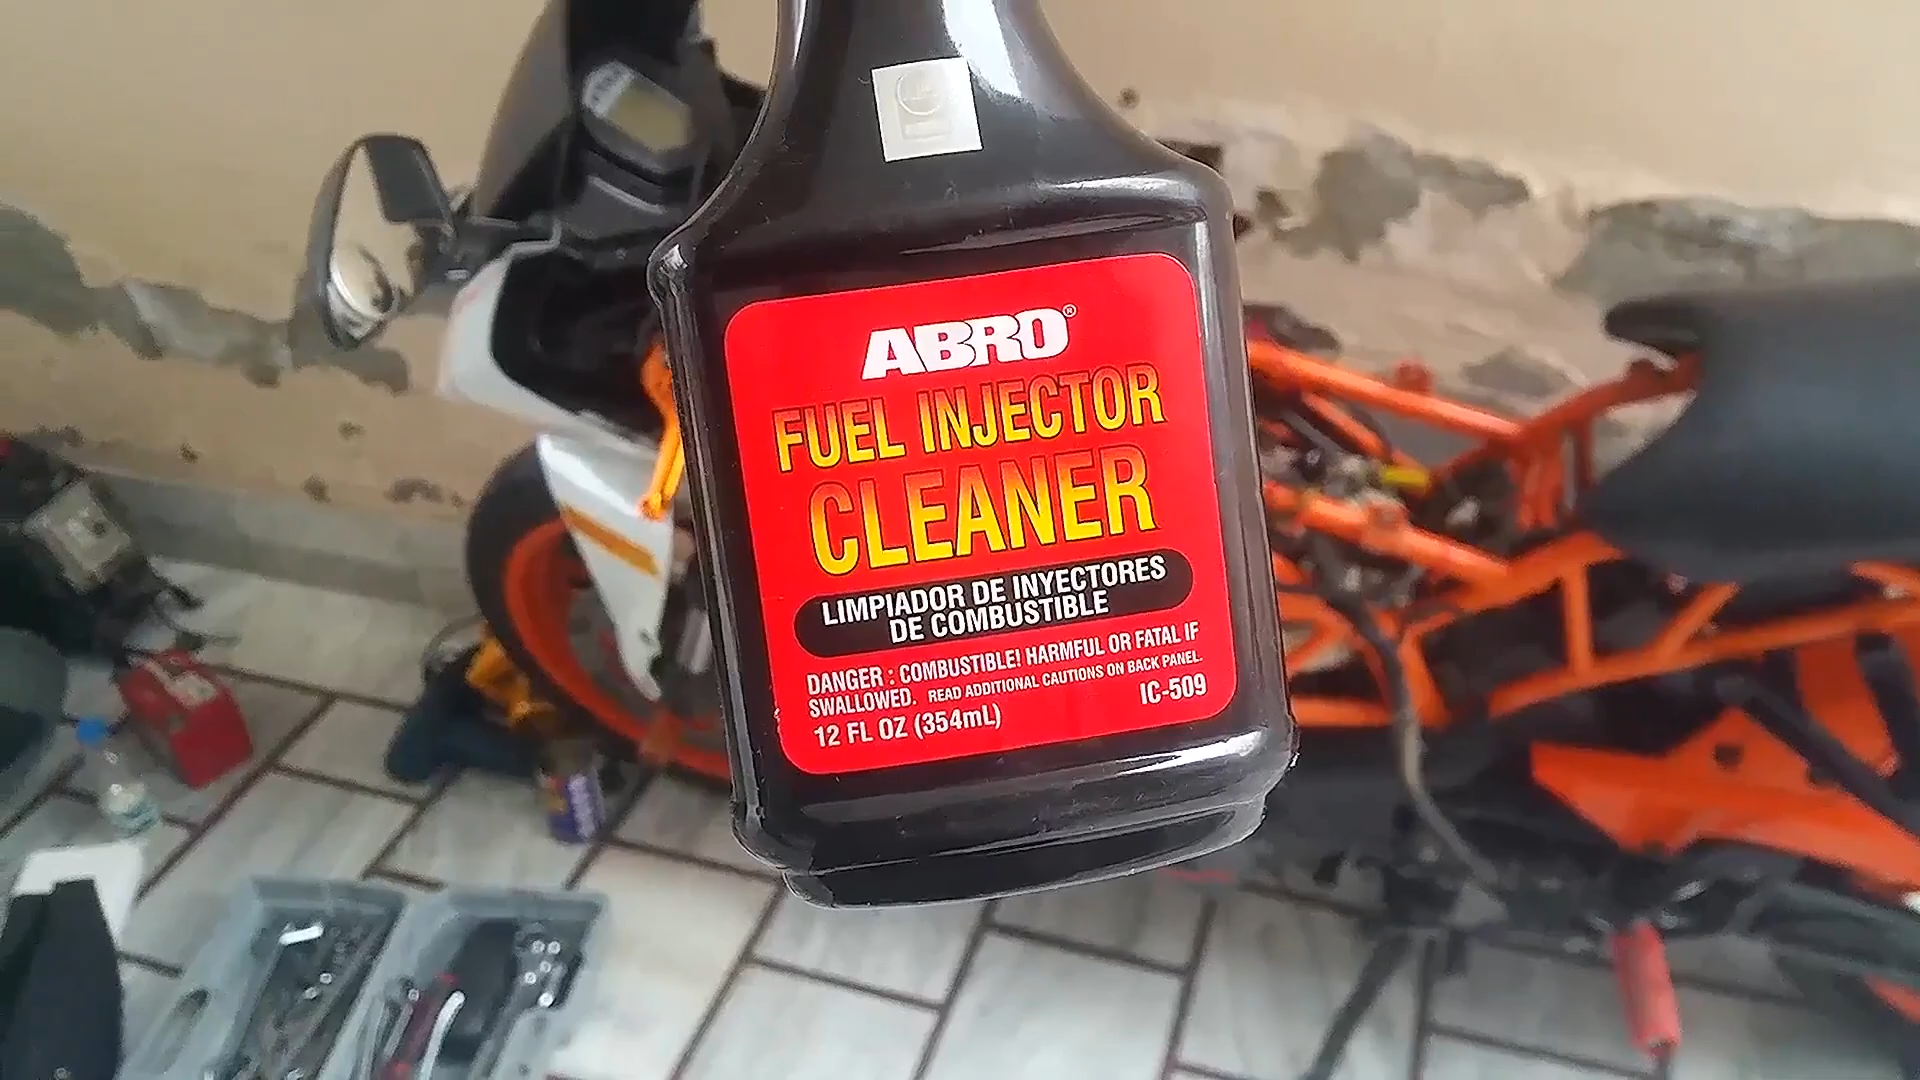 ABRO®
FUEL INJECTOR
CLEANER
LIMPIADOR DE INYECTORES
DE COMBUSTIBLE
DANGER : COMBUSTIBLE! HARMFUL OR FATAL IF
SWALLOWED. READ ADDITIONAL CAUTIONS ON BACK PANEL.
12 FL OZ (354mL)
IC-509